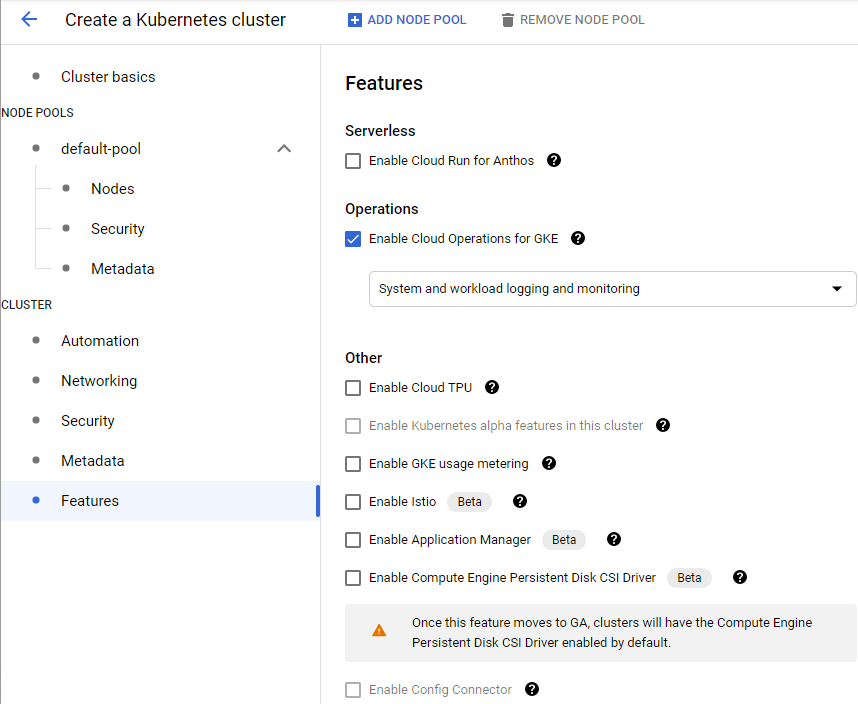 Create a Kubernetes cluster
ADD NODE POOL
REMOVE NODE POOL
Cluster basics
NODE POOLS
default-pool
Nodes
Security
Metadata
CLUSTER
Automation
Networking
Security
Metadata
Features
Features
Serverless
Enable Cloud Run for Anthos
Operations
Enable Cloud Operations for GKE
System and workload logging and monitoring
Other
Enable Cloud TPU
Enable Kubernetes alpha features in this cluster
Enable GKE usage metering
Enable Istio Beta
Enable Application Manager Beta
Enable Compute Engine Persistent Disk CSI Driver Beta
Once this feature moves to GA, clusters will have the Compute Engine
Persistent Disk CSI Driver enabled by default.
Enable Config Connector